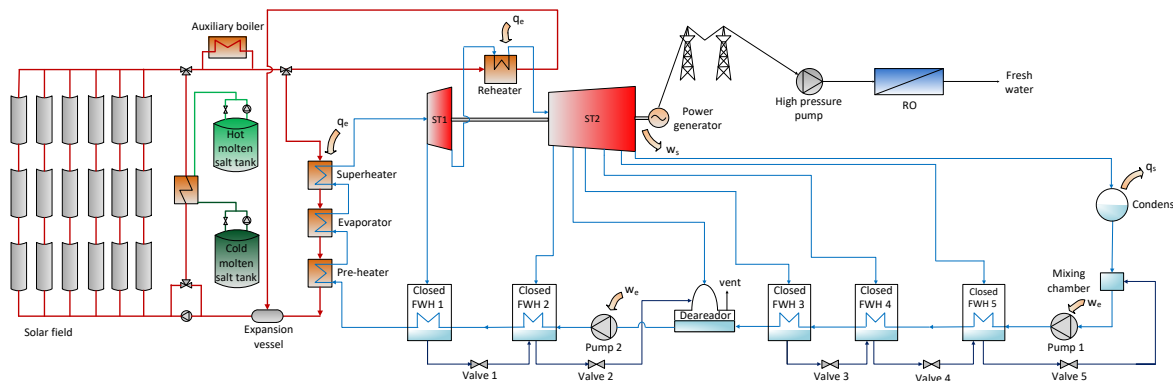 Auxiliary boiler
qe
Reheater
ST1
ST2
Power
generator
ws
High pressure
pump
RO
Fresh
water
Hot
molten
salt tank
Cold
molten
salt tank
qe
Superheater
Evaporator
Pre-heater
Solar field
Expansion
vessel
Closed
FWH 1
Valve 1
Closed
FWH 2
Valve 2
we
Pump 2
vent
Deareador
Closed
FWH 3
Valve 3
Closed
FWH 4
Valve 4
Closed
FWH 5
Valve 5
we
Pump 1
Mixing
chamber
qs
Condens